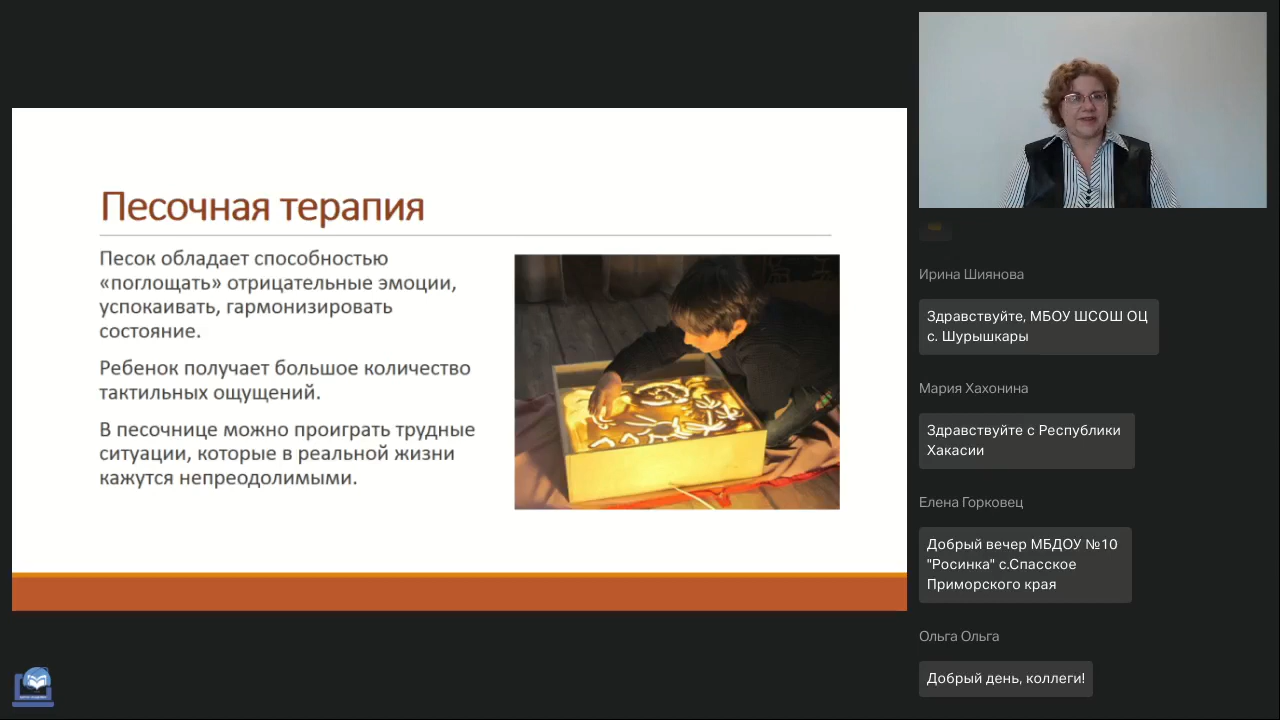 Песочная терапия
Песок обладает способностью
«поглощать» отрицательные эмоции,
успокаивать, гармонизировать
состояние.
Ребенок получает большое количество
тактильных ощущений.
В песочнице можно проиграть трудные
ситуации, которые в реальной жизни
кажутся непреодолимыми.
Ирина Шиянова
Здравствуйте, МБОУ ШСОШ ОЦ
с. Шурышкары
Мария Хахонина
Здравствуйте с Республики
Хакасии
Елена Горковец
Добрый вечер МБДОУ №10
"Росинка" с.Спасское
Приморского края
Ольга Ольга
Добрый день, коллеги!